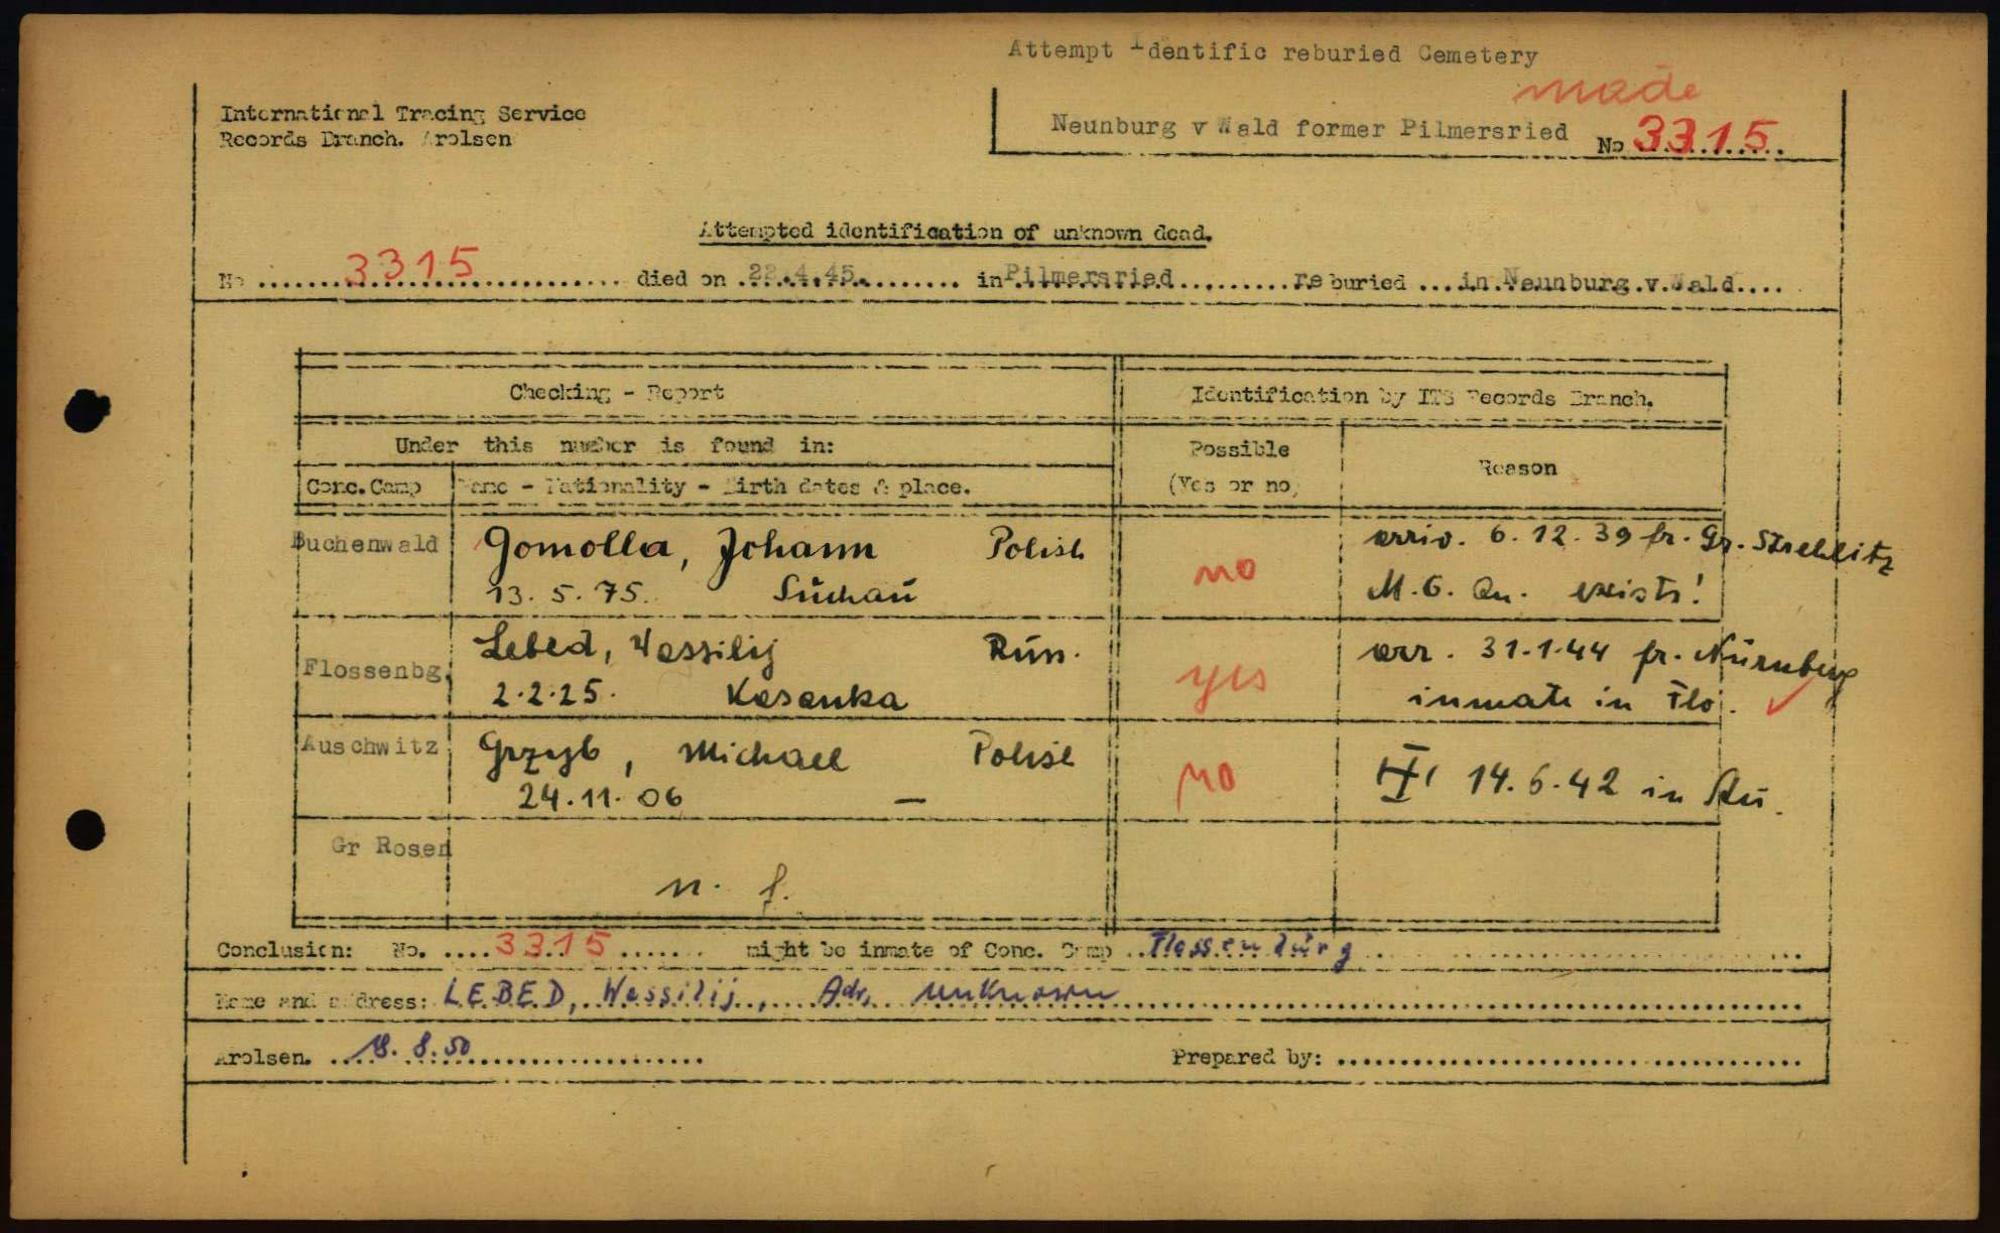 Attempt Identific reburied Cemetery
made
International Tracing Service
Records Branch. Arolsen
Neunburg v Wald former Pilmersried No 3315
Attempted identification of unknown dead.
No 3315 died on 22.4.45. in Pilmersried reburied in Neunburg v. Wald
Checking - Report
Identification by ITS Records Branch.
Under this number is found in:
Possible (Yes or no)
Reason
Conc. Camp
Name - Nationality - Birth dates & place.
Buchenwald Gomolla, Johann Polish no arriv. 6.12.39 fr. Gr. Strehlitz
13.5.75. Suchau M.G. Qu. exists!
Flossenbg. Lebed, Wassilij Russ. yes arr. 31.1.44 fr. Nürnberg
2.2.25. Kasanka inmate in Flo.
Auschwitz Grzyb, Michael Polish no 14.6.42 in Au.
24.11.06 —
Gr Rosen
n. f.
Conclusion: No. 3315 might be inmate of Conc. Camp Flossenbürg
Name and address: LEBED, Wassilij, Adr. unknown
Arolsen. 18.8.50 Prepared by: